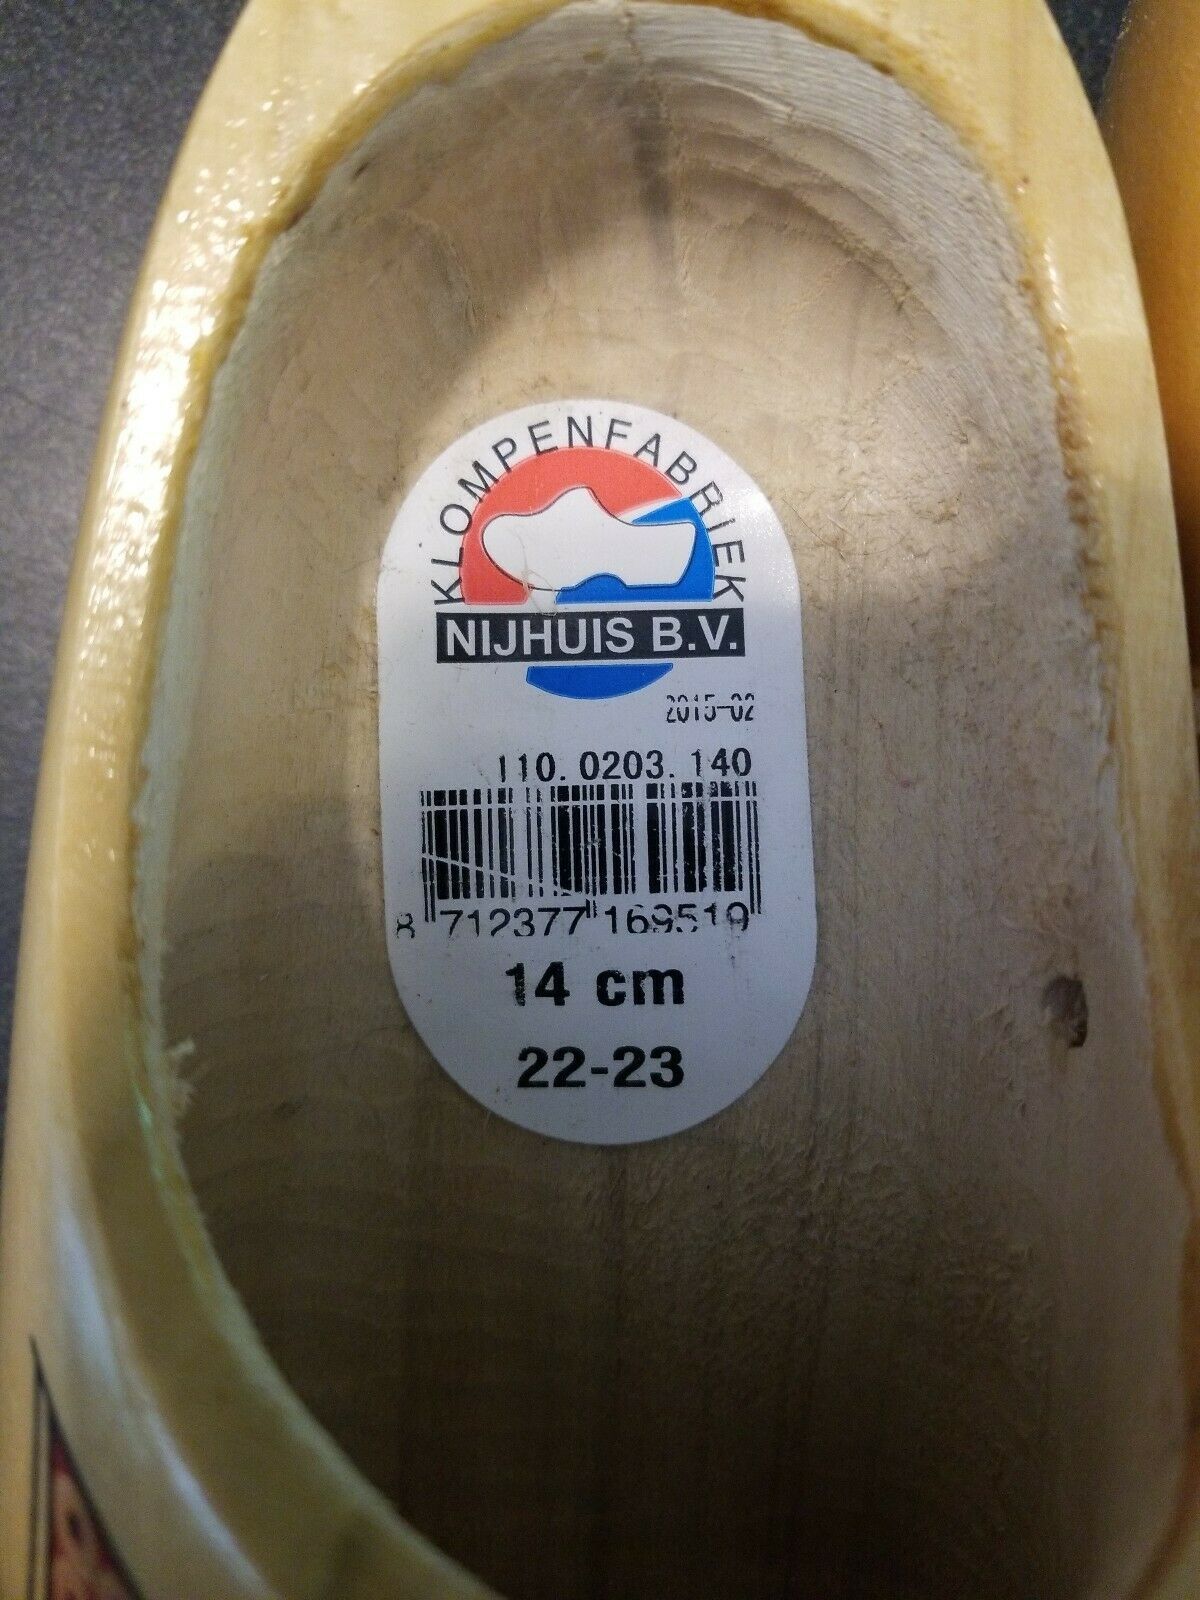 KLOMPENFABRIEK
NIJHUIS B.V.
2015-02
110.0203.140
8 712377 169519
14 cm
22-23